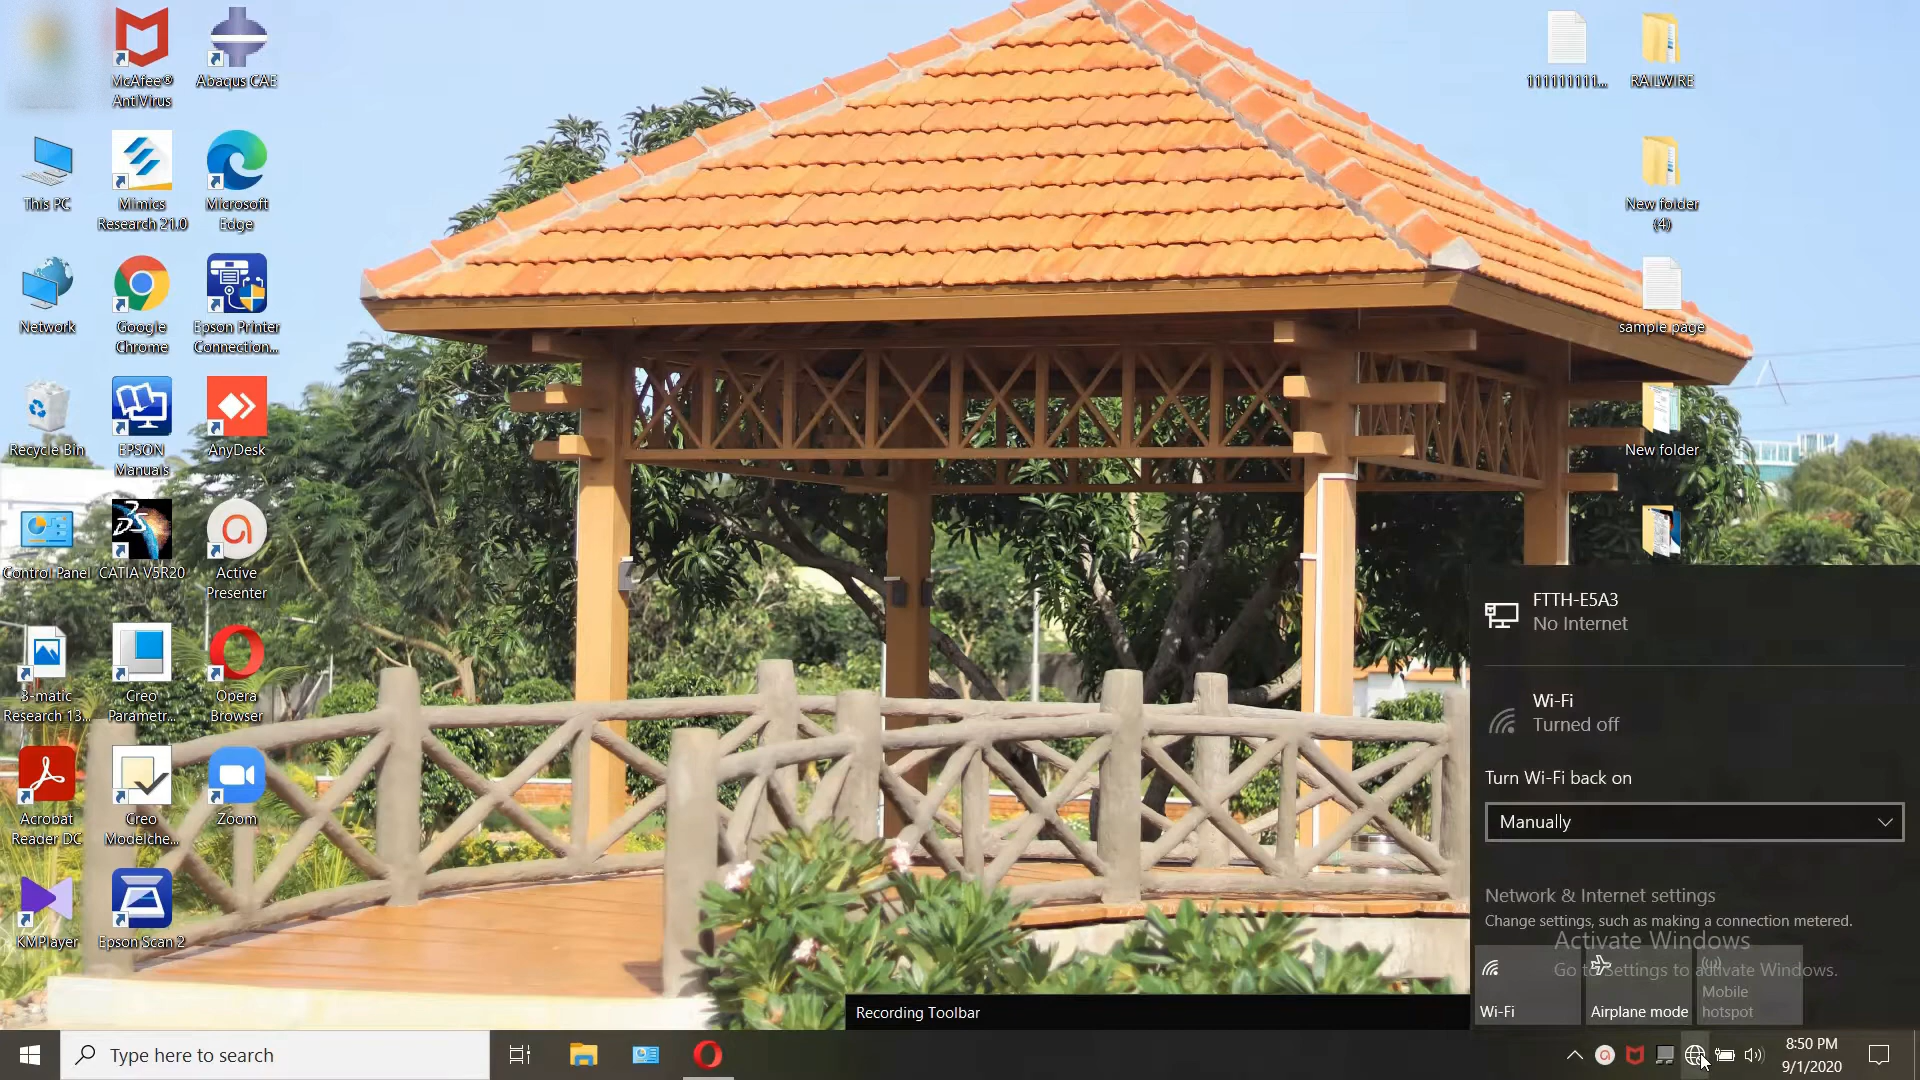 McAfee®
AntiVirus
Abaqus CAE
This PC
Mimics
Research 21.0
Microsoft
Edge
Network
Google
Chrome
Epson Printer
Connection...
Recycle Bin
EPSON
Manuals
AnyDesk
Control Panel
CATIA V5R20
Active
Presenter
3-matic
Research 13...
Creo
Parametr...
Opera
Browser
Acrobat
Reader DC
Creo
Modelche...
Zoom
KMPlayer
Epson Scan 2
111111111...
RAILWIRE
New folder
(4)
sample page
New folder
FTTH-E5A3
No Internet
Wi-Fi
Turned off
Turn Wi-Fi back on
Manually
Network & Internet settings
Change settings, such as making a connection metered.
Activate Windows
Go to Settings to activate Windows.
Wi-Fi
Airplane mode
Mobile
hotspot
Recording Toolbar
Type here to search
8:50 PM
9/1/2020